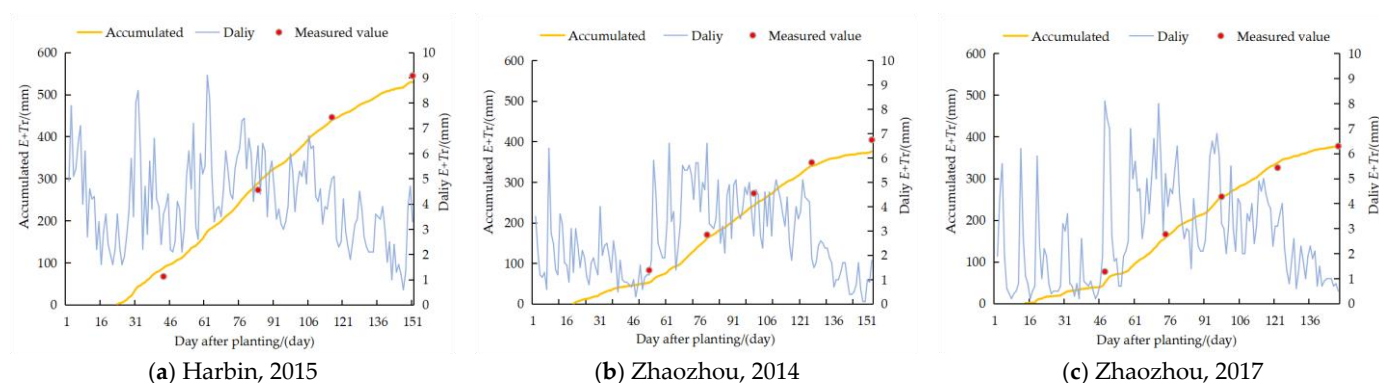 Accumulated Daliy Measured value
600 10
500 9
400 8
300 7
200 6
100 5
0 4
3
2
1
0
Accumulated E+Tr/(mm)
Daliy E+Tr/(mm)
1 16 31 46 61 76 91 106 121 136 151
Day after planting/(day)
(a) Harbin, 2015
Accumulated Daliy Measured value
600 10
500 9
400 8
300 7
200 6
100 5
0 4
3
2
1
0
Accumulated E+Tr/(mm)
Daliy E+Tr/(mm)
1 16 31 46 61 76 91 106 121 136 151
Day after planting/(day)
(b) Zhaozhou, 2014
Accumulated Daliy Measured value
600 10
500 9
400 8
300 7
200 6
100 5
0 4
3
2
1
0
Accumulated E+Tr/(mm)
Daliy E+Tr/(mm)
1 16 31 46 61 76 91 106 121 136
Day after planting/(day)
(c) Zhaozhou, 2017